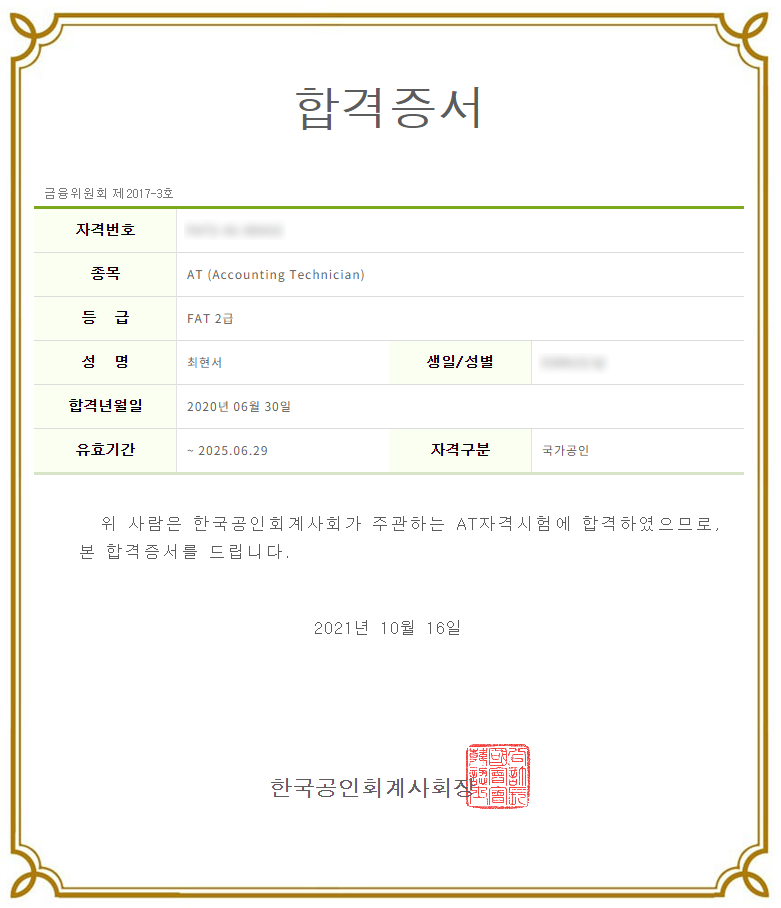 합격증서
금융위원회 제2017-3호
자격번호
종목 AT (Accounting Technician)
등 급 FAT 2급
성 명 최현서 생일/성별
합격년월일 2020년 06월 30일
유효기간 ~ 2025.06.29 자격구분 국가공인
위 사람은 한국공인회계사회가 주관하는 AT자격시험에 합격하였으므로,
본 합격증서를 드립니다.
2021년 10월 16일
한국공인회계사회장